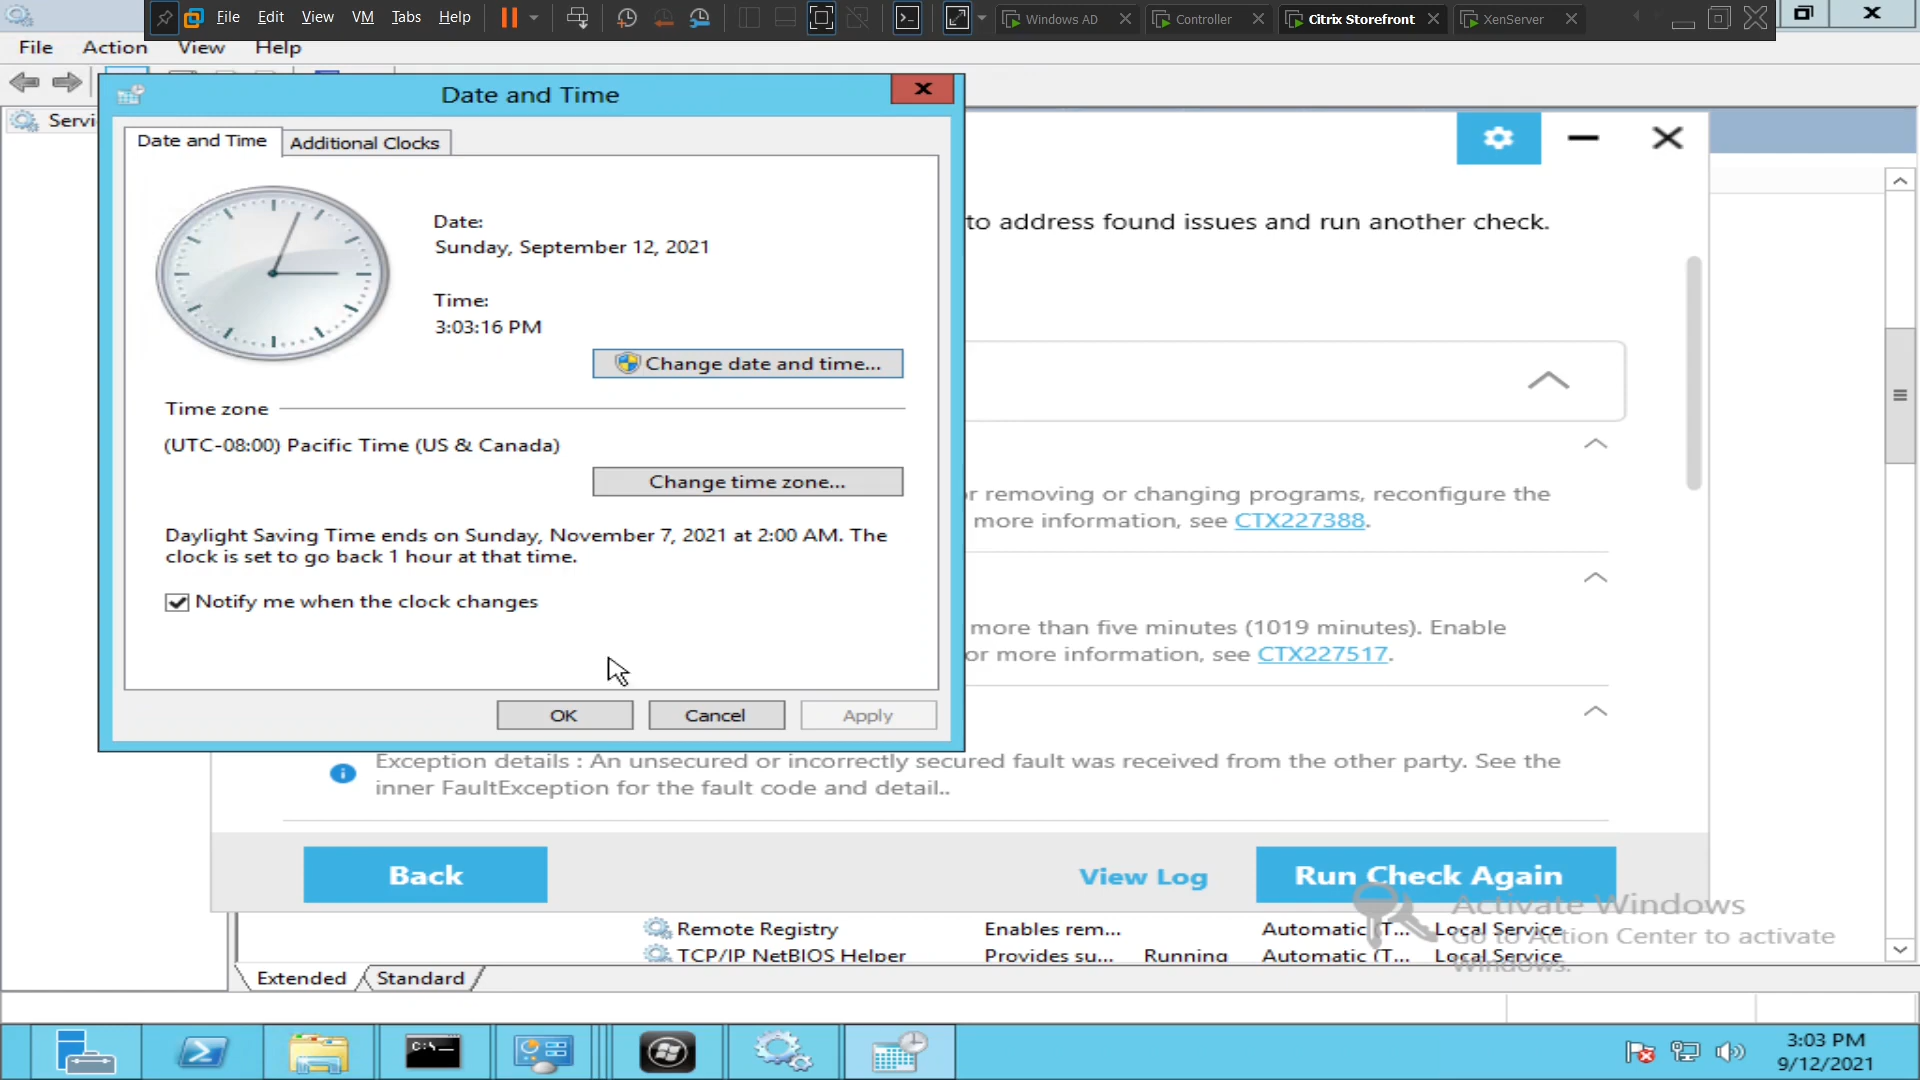 File Edit View VM Tabs Help
Windows AD
Controller
Citrix Storefront
XenServer
File Action View Help
Servi
Date and Time
Date and Time
Additional Clocks
Date:
Sunday, September 12, 2021
Time:
3:03:16 PM
Change date and time...
Time zone
(UTC-08:00) Pacific Time (US & Canada)
Change time zone...
Daylight Saving Time ends on Sunday, November 7, 2021 at 2:00 AM. The
clock is set to go back 1 hour at that time.
Notify me when the clock changes
OK
Cancel
Apply
to address found issues and run another check.
r removing or changing programs, reconfigure the
more information, see CTX227388.
more than five minutes (1019 minutes). Enable
or more information, see CTX227517.
Exception details : An unsecured or incorrectly secured fault was received from the other party. See the
inner FaultException for the fault code and detail..
Back
View Log
Run Check Again
Activate Windows
Go to Action Center to activate
Windows.
Remote Registry Enables rem... Automatic (T... Local Service
TCP/IP NetBIOS Helper Provides su... Running Automatic (T... Local Service
Extended
Standard
C:\
3:03 PM
9/12/2021